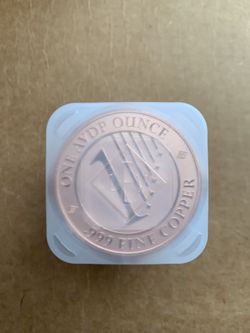 ONE AVDP OUNCE
.999 FINE COPPER